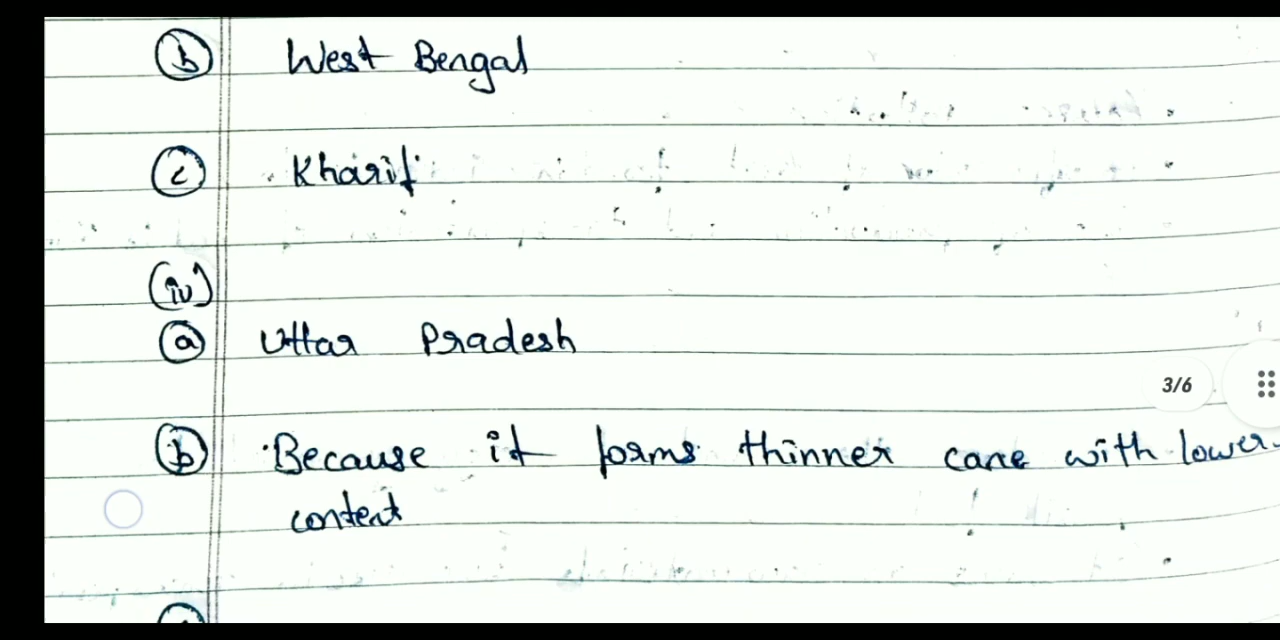 (b) West Bengal
(c) Kharif
(iv)
(a) Uttar Pradesh
3/6
(b) Because it forms thinner cane with lower
content